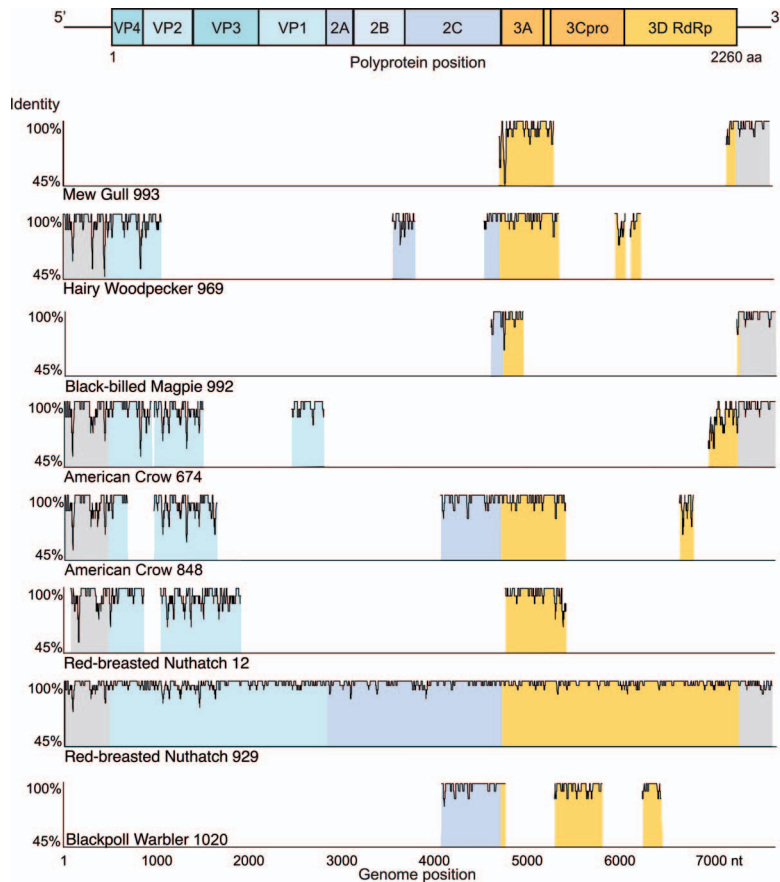 5' 3
VP4 VP2 VP3 VP1 2A 2B 2C 3A 3Cpro 3D RdRp
1 2260 aa
Polyprotein position
Identity
100%
45%
Mew Gull 993
100%
45%
Hairy Woodpecker 969
100%
45%
Black-billed Magpie 992
100%
45%
American Crow 674
100%
45%
American Crow 848
100%
45%
Red-breasted Nuthatch 12
100%
45%
Red-breasted Nuthatch 929
100%
45%
Blackpoll Warbler 1020
1 1000 2000 3000 4000 5000 6000 7000 nt
Genome position